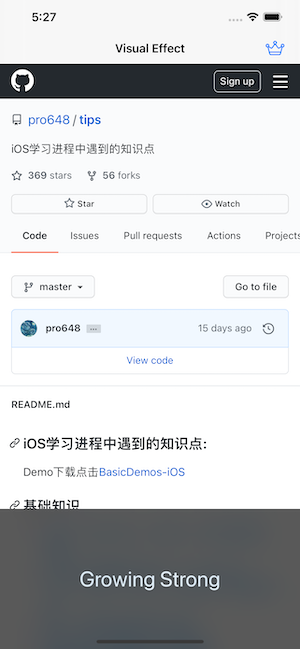 5:27
Visual Effect
Sign up
pro648 / tips
iOS学习进程中遇到的知识点
369 stars 56 forks
Star Watch
Code Issues Pull requests Actions Projects
master Go to file
pro648 ... 15 days ago
View code
README.md
iOS学习进程中遇到的知识点:
Demo下载点击BasicDemos-iOS
基础知识
Growing Strong